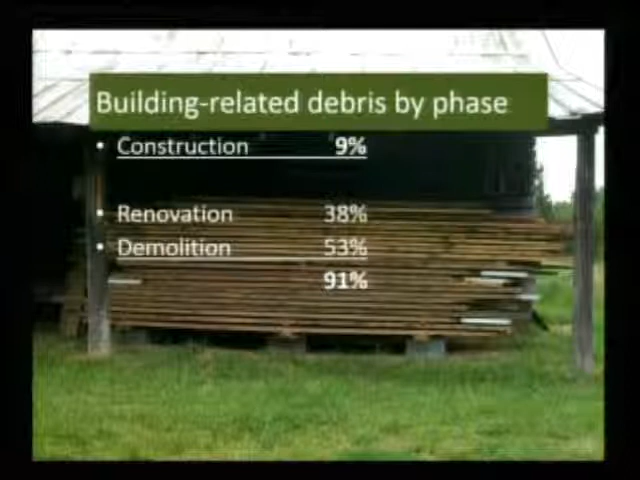 Building-related debris by phase
• Construction 9%
• Renovation 38%
• Demolition 53%
91%